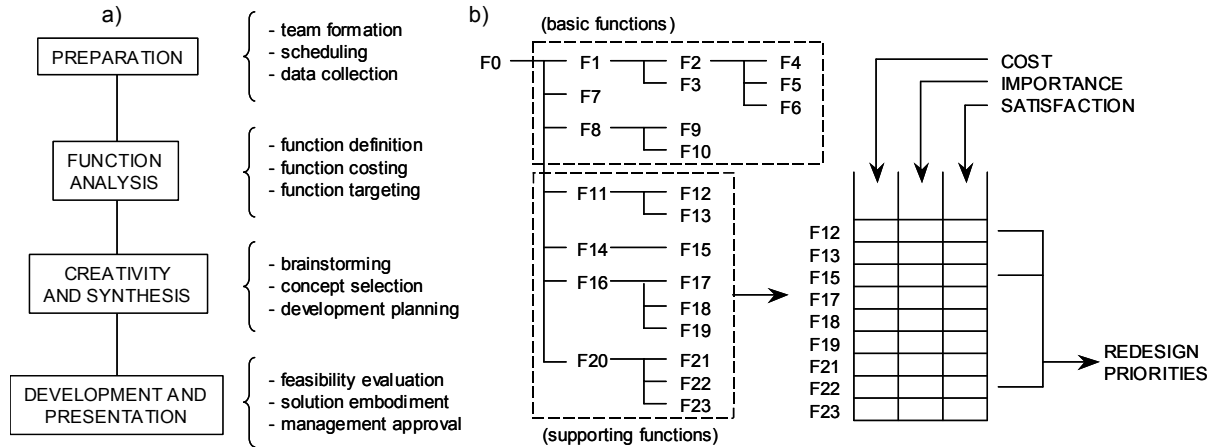 a)
PREPARATION
- team formation
- scheduling
- data collection
FUNCTION
ANALYSIS
- function definition
- function costing
- function targeting
CREATIVITY
AND SYNTHESIS
- brainstorming
- concept selection
- development planning
DEVELOPMENT AND
PRESENTATION
- feasibility evaluation
- solution embodiment
- management approval
b)
(basic functions)
F0 F1 F2 F4
F3 F5
F7 F6
F8 F9
F10
F11 F12
F13
F14 F15
F16 F17
F18
F19
F20 F21
F22
F23
(supporting functions)
COST
IMPORTANCE
SATISFACTION
F12
F13
F15
F17
F18
F19
F21
F22
F23
REDESIGN
PRIORITIES